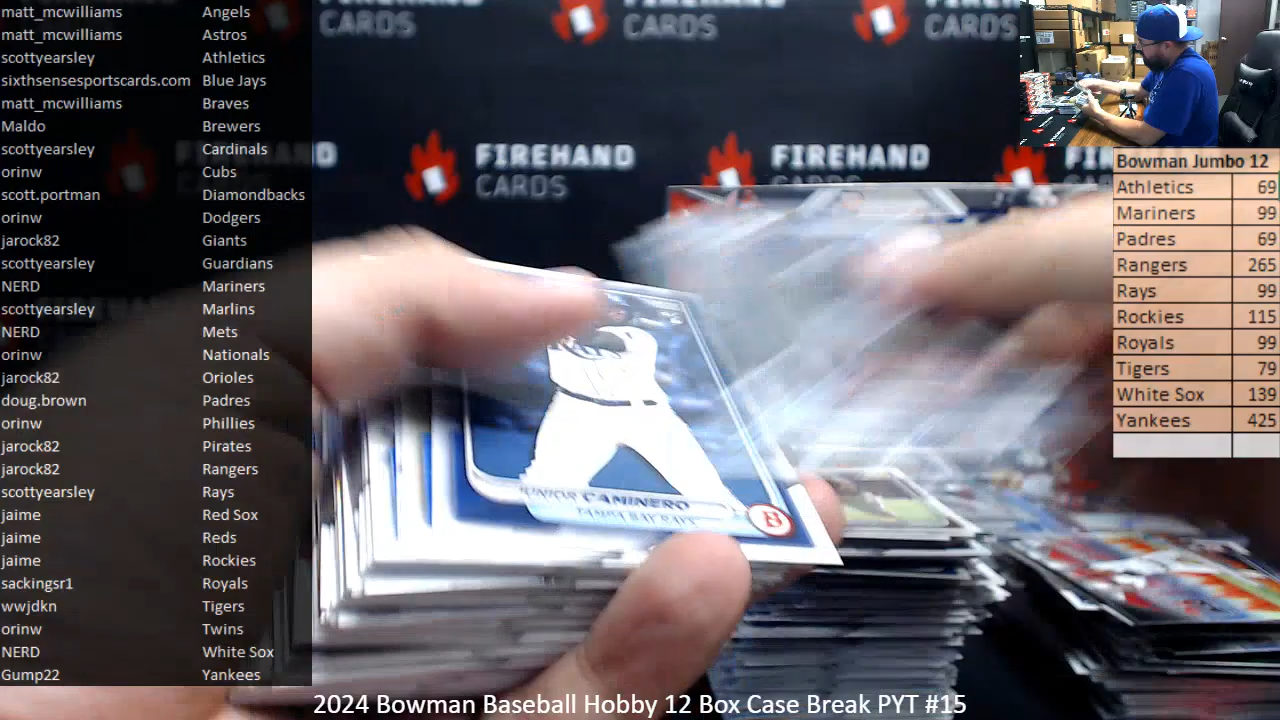 matt_mcwilliams Angels
matt_mcwilliams Astros
scottyearsley Athletics
sixthsensesportscards.com Blue Jays
matt_mcwilliams Braves
Maldo Brewers
scottyearsley Cardinals
orinw Cubs
scott.portman Diamondbacks
orinw Dodgers
jarock82 Giants
scottyearsley Guardians
NERD Mariners
scottyearsley Marlins
NERD Mets
orinw Nationals
jarock82 Orioles
doug.brown Padres
orinw Phillies
jarock82 Pirates
jarock82 Rangers
scottyearsley Rays
jaime Red Sox
jaime Reds
jaime Rockies
sackingsr1 Royals
wwjdkn Tigers
orinw Twins
NERD White Sox
Gump22 Yankees
CARDS
CARDS
CARDS
FIREHAND
CARDS
FIREHAND
CARDS
JUNIOR CAMINERO
TAMPA BAY RAYS
B
Bowman Jumbo 12
Athletics 69
Mariners 99
Padres 69
Rangers 265
Rays 99
Rockies 115
Royals 99
Tigers 79
White Sox 139
Yankees 425
2024 Bowman Baseball Hobby 12 Box Case Break PYT #15